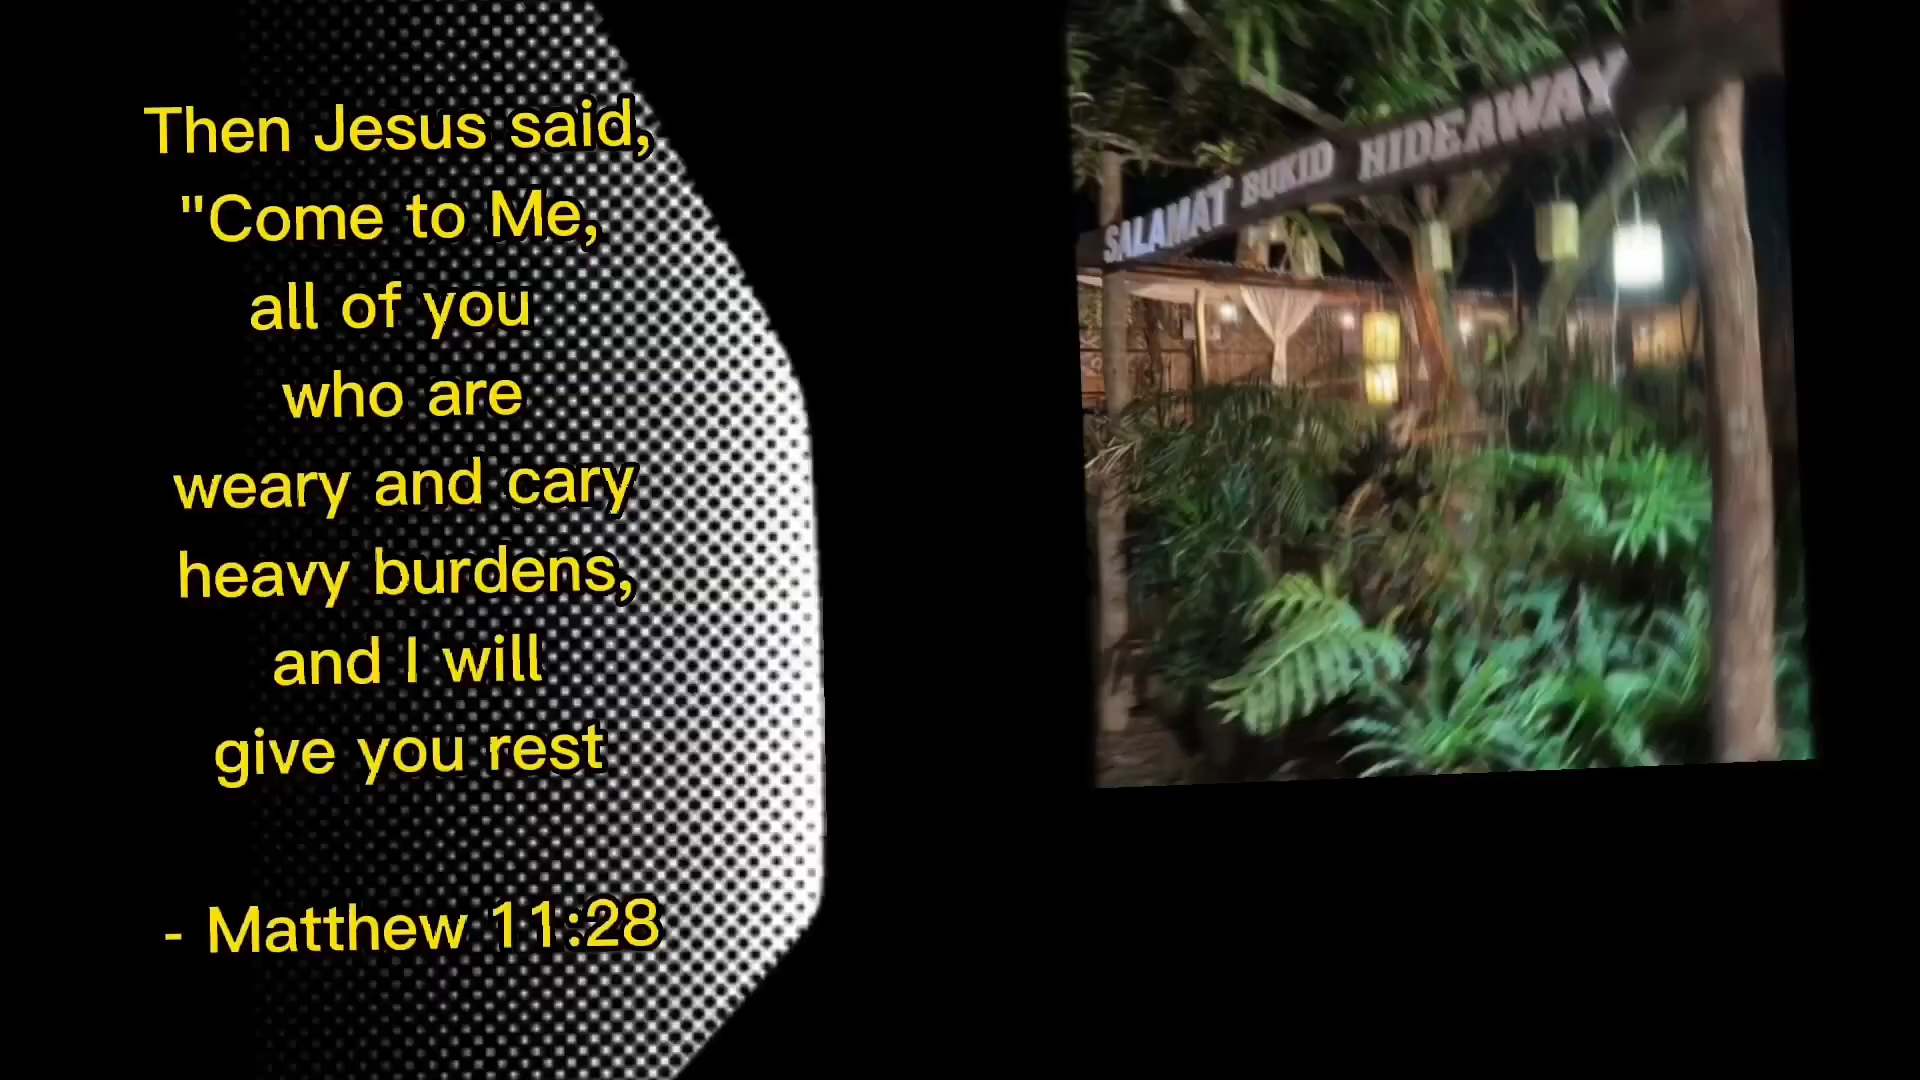 Then Jesus said,
"Come to Me,
all of you
who are
weary and cary
heavy burdens,
and I will
give you rest
- Matthew 11:28
SALAMAT BUKID HIDEAWAY